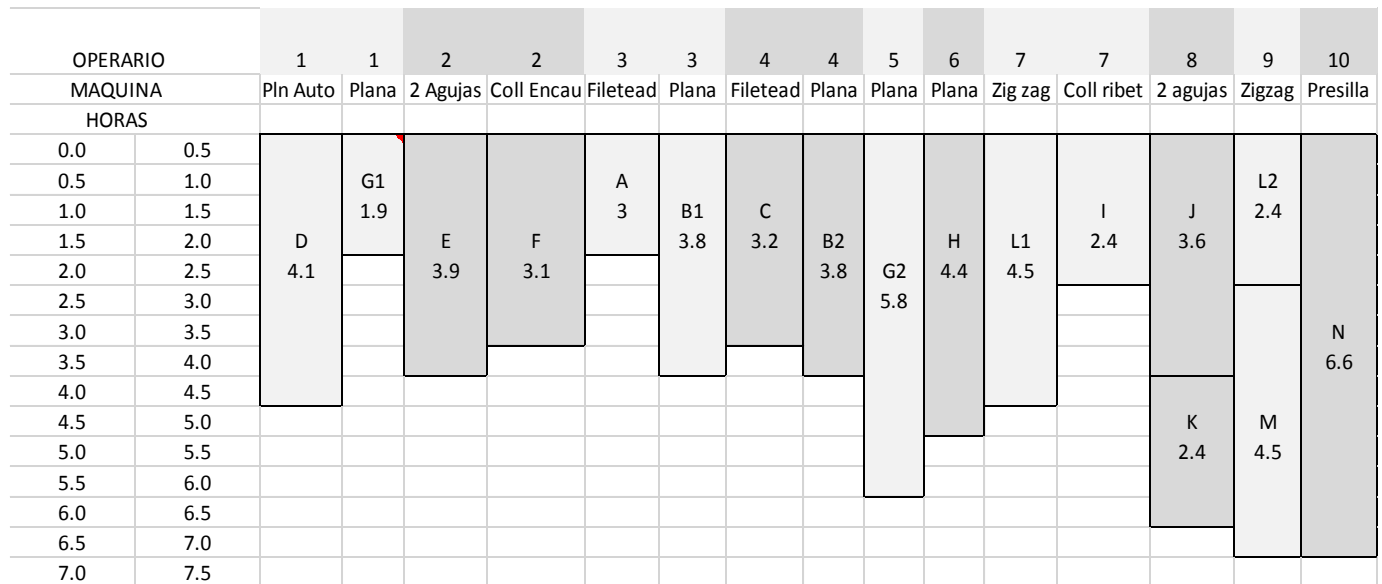 OPERARIO 1 1 2 2 3 3 4 4 5 6 7 7 8 9 10
MAQUINA Pln Auto Plana 2 Agujas Coll Encau Filetead Plana Filetead Plana Plana Plana Zig zag Coll ribet 2 agujas Zigzag Presilla
HORAS
0.0 0.5
0.5 1.0 G1 A L2
1.0 1.5 1.9 3 B1 C I J 2.4
1.5 2.0 D E F 3.8 3.2 B2 H L1 2.4 3.6
2.0 2.5 4.1 3.9 3.1 3.8 G2 4.4 4.5
2.5 3.0 5.8
3.0 3.5 N
3.5 4.0 6.6
4.0 4.5
4.5 5.0 K M
5.0 5.5 2.4 4.5
5.5 6.0
6.0 6.5
6.5 7.0
7.0 7.5